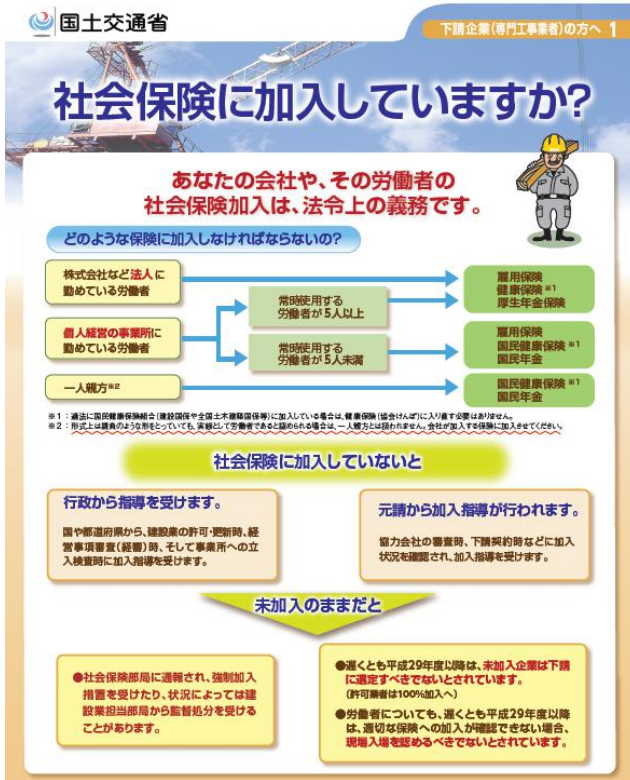 国土交通省
下請企業(専門工事業者)の方へ 1
社会保険に加入していますか?
あなたの会社や、その労働者の
社会保険加入は、法令上の義務です。
どのような保険に加入しなければならないの?
株式会社など法人に
勤めている労働者
個人経営の事業所に
勤めている労働者
一人親方※2
常時使用する
労働者が5人以上
常時使用する
労働者が5人未満
雇用保険
健康保険※1
厚生年金保険
雇用保険
国民健康保険※1
国民年金
国民健康保険※1
国民年金
※1:適法に国民健康保険組合(建設国保や全国土木建築国保等)に加入している場合は、健康保険(協会けんぽ)に入り直す必要はありません。
※2:形式上は請負のような形をとっていても、実態として労働者であると認められる場合は、一人親方とは扱われません。会社が加入する保険に加入させてください。
社会保険に加入していないと
行政から指導を受けます。
国や都道府県から、建設業の許可・更新時、経
営事項審査(経審)時、そして事業所への立
入検査時に加入指導を受けます。
元請から加入指導が行われます。
協力会社の審査時、下請契約時などに加入
状況を確認され、加入指導を受けます。
未加入のままだと
●社会保険部局に通報され、強制加入
措置を受けたり、状況によっては建
設業担当部局から監督処分を受ける
ことがあります。
●遅くとも平成29年度以降は、未加入企業は下請
に選定すべきでないとされています。
(許可業者は100%加入へ)
●労働者についても、遅くとも平成29年度以降
は、適切な保険への加入が確認できない場合、
現場入場を認めるべきでないとされています。